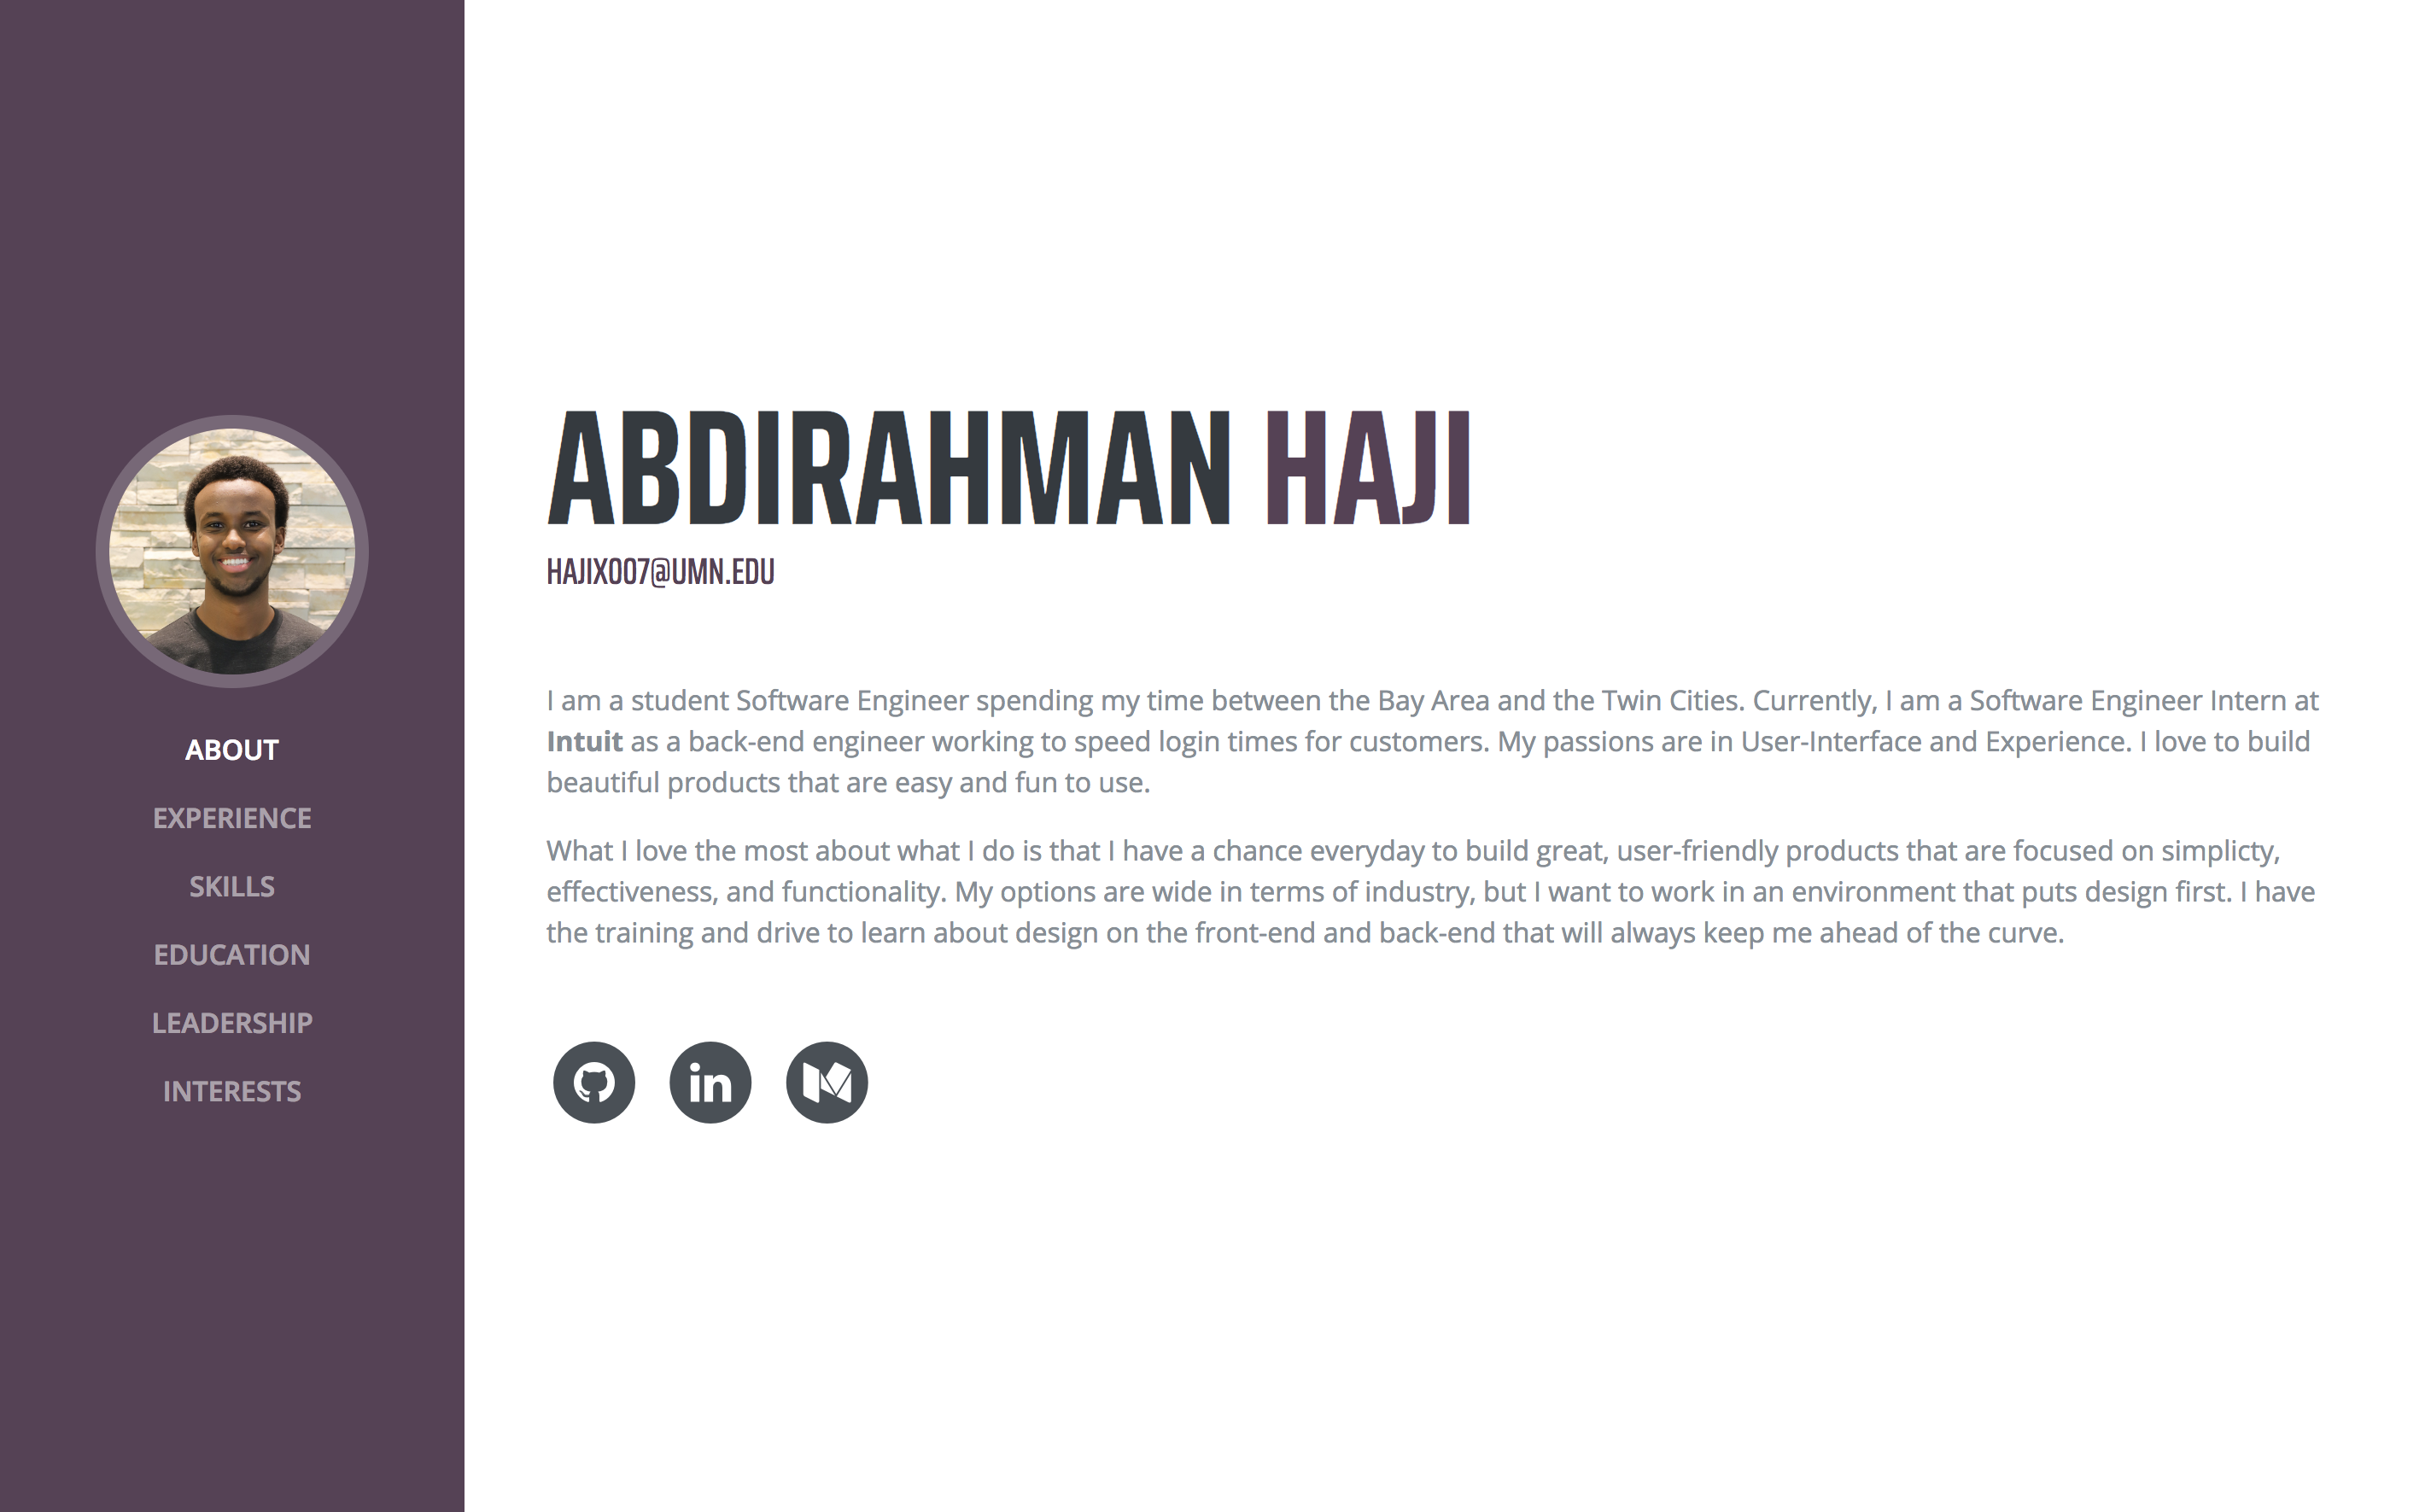 ABOUT
EXPERIENCE
SKILLS
EDUCATION
LEADERSHIP
INTERESTS
ABDIRAHMAN HAJI
HAJIX007@UMN.EDU
I am a student Software Engineer spending my time between the Bay Area and the Twin Cities. Currently, I am a Software Engineer Intern at
Intuit as a back-end engineer working to speed login times for customers. My passions are in User-Interface and Experience. I love to build
beautiful products that are easy and fun to use.
What I love the most about what I do is that I have a chance everyday to build great, user-friendly products that are focused on simplicty,
effectiveness, and functionality. My options are wide in terms of industry, but I want to work in an environment that puts design first. I have
the training and drive to learn about design on the front-end and back-end that will always keep me ahead of the curve.
in